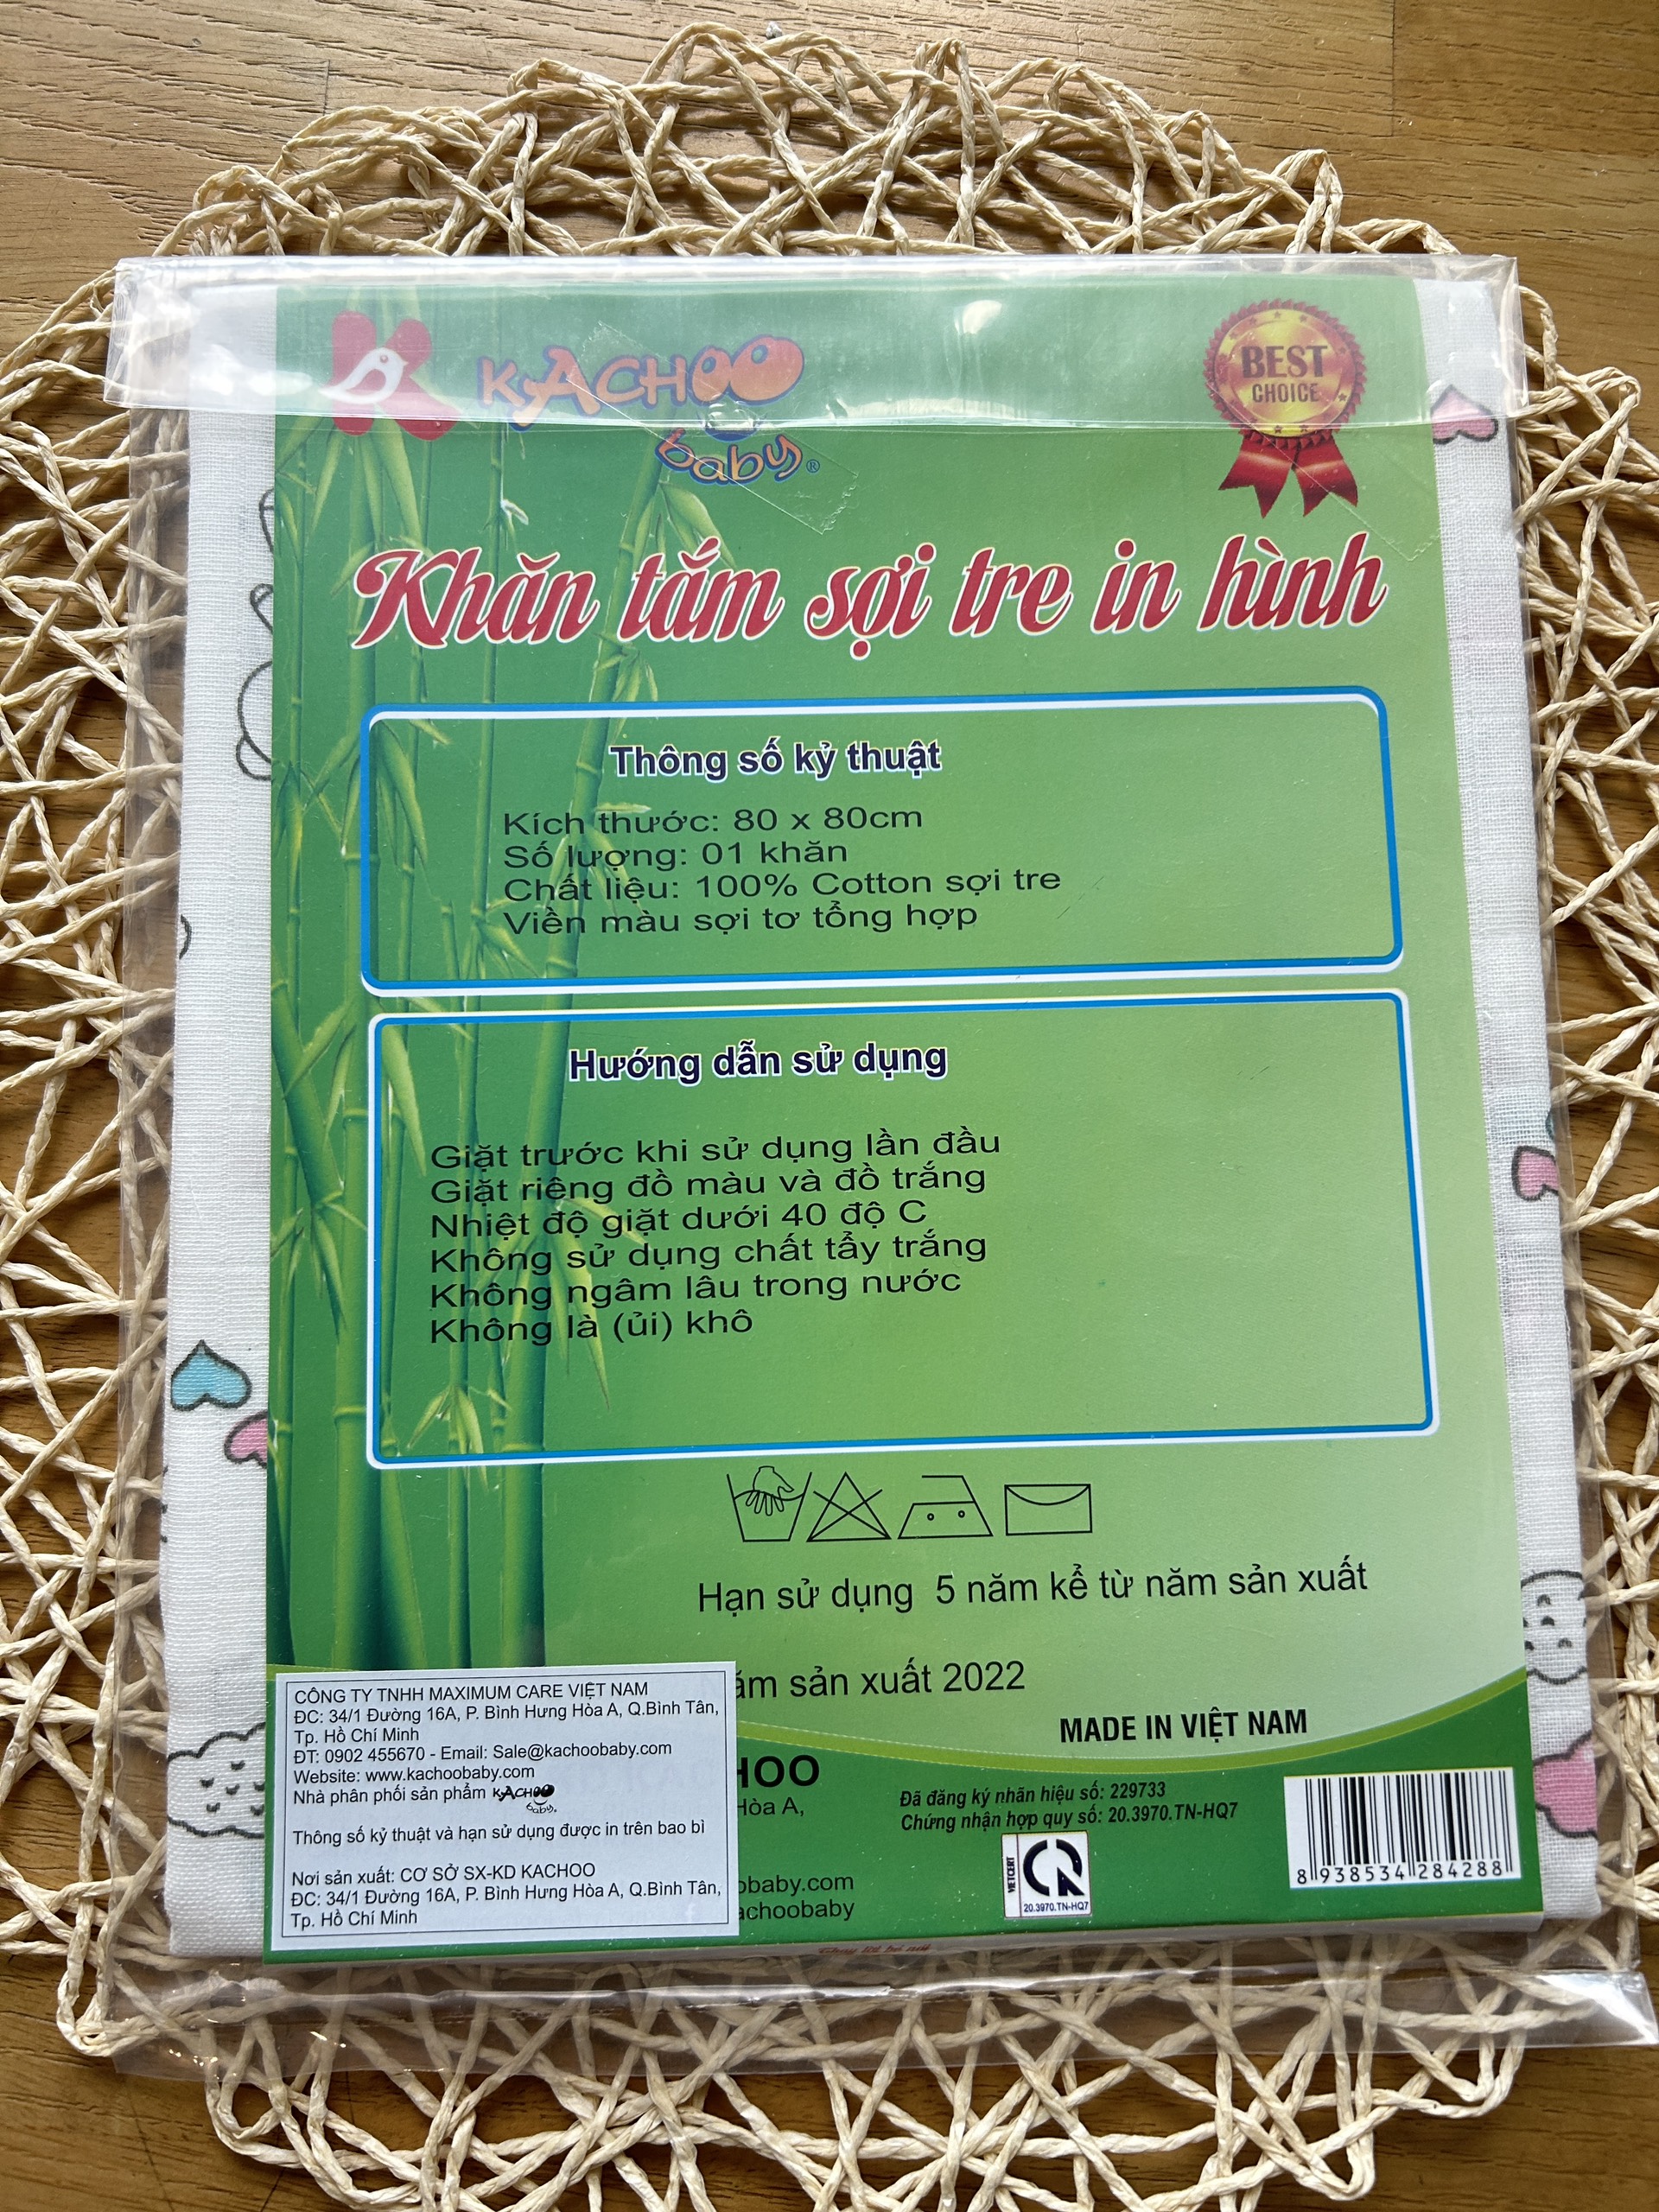 KACHOO
baby®
BEST
CHOICE
Khăn tắm sợi tre in hình
Thông số kỷ thuật
Kích thước: 80 x 80cm
Số lượng: 01 khăn
Chất liệu: 100% Cotton sợi tre
Viền màu sợi tơ tổng hợp
Hướng dẫn sử dụng
Giặt trước khi sử dụng lần đầu
Giặt riêng đồ màu và đồ trắng
Nhiệt độ giặt dưới 40 độ C
Không sử dụng chất tẩy trắng
Không ngâm lâu trong nước
Không là (ủi) khô
Hạn sử dụng 5 năm kể từ năm sản xuất
ăm sản xuất 2022
MADE IN VIỆT NAM
CÔNG TY TNHH MAXIMUM CARE VIỆT NAM
ĐC: 34/1 Đường 16A, P. Bình Hưng Hòa A, Q.Bình Tân,
Tp. Hồ Chí Minh
ĐT: 0902 455670 - Email: Sale@kachoobaby.com
Website: www.kachoobaby.com
Nhà phân phối sản phẩm KACHOO
baby®
Thông số kỷ thuật và hạn sử dụng được in trên bao bì
Nơi sản xuất: CƠ SỞ SX-KD KACHOO
ĐC: 34/1 Đường 16A, P. Bình Hưng Hòa A, Q.Bình Tân,
Tp. Hồ Chí Minh
HOO
Hòa A,
obaby.com
achoobaby
Đã đăng ký nhãn hiệu số: 229733
Chứng nhận hợp quy số: 20.3970.TN-HQ7
VIETCERT
CR
20.3970.TN-HQ7
8 938534 284288